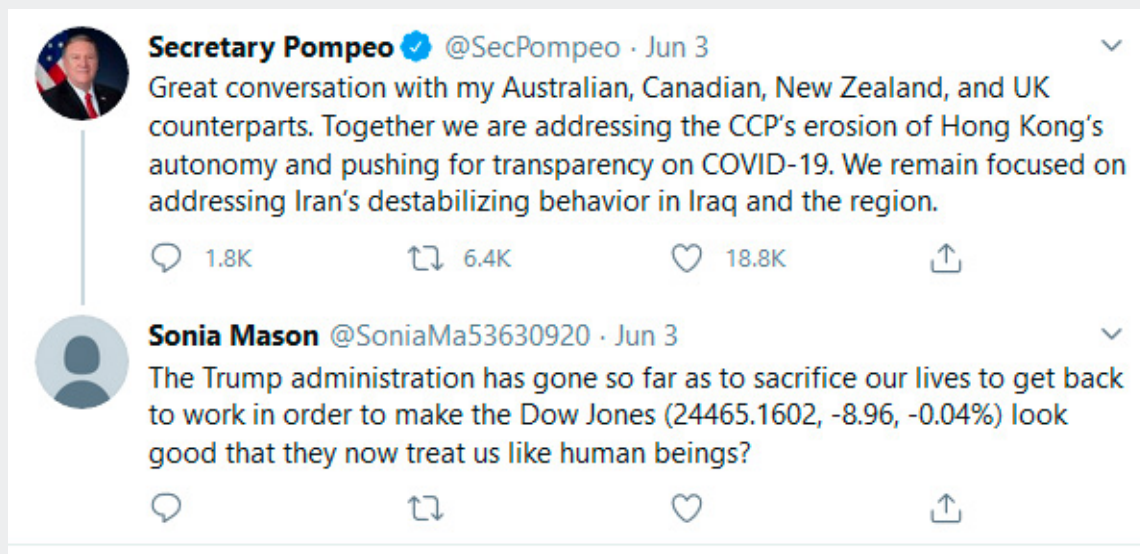 Secretary Pompeo @SecPompeo · Jun 3
Great conversation with my Australian, Canadian, New Zealand, and UK
counterparts. Together we are addressing the CCP's erosion of Hong Kong's
autonomy and pushing for transparency on COVID-19. We remain focused on
addressing Iran's destabilizing behavior in Iraq and the region.
1.8K 6.4K 18.8K
Sonia Mason @SoniaMa53630920 · Jun 3
The Trump administration has gone so far as to sacrifice our lives to get back
to work in order to make the Dow Jones (24465.1602, -8.96, -0.04%) look
good that they now treat us like human beings?